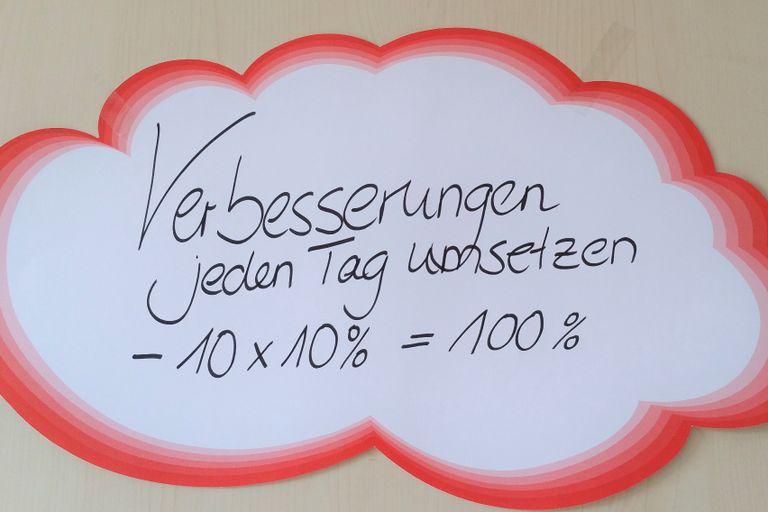 Verbesserungen
jeden Tag umsetzen
- 10 x 10% = 100%